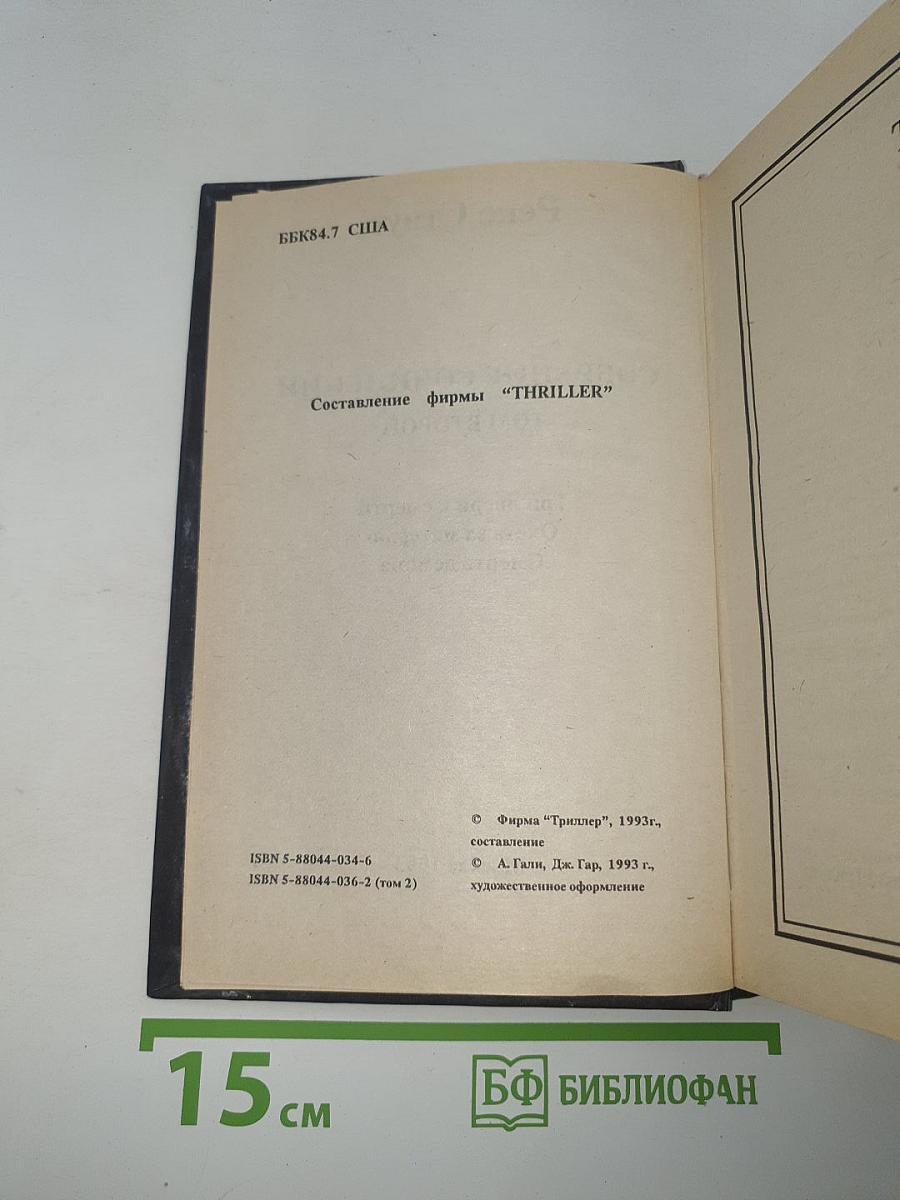 ББК84.7 США
Составление фирмы “THRILLER”
ISBN 5-88044-034-6
ISBN 5-88044-036-2 (том 2)
© Фирма “Триллер”, 1993г.,
составление
© А. Гали, Дж. Гар, 1993 г.,
художественное оформление
15 см
БФ БИБЛИОФАН